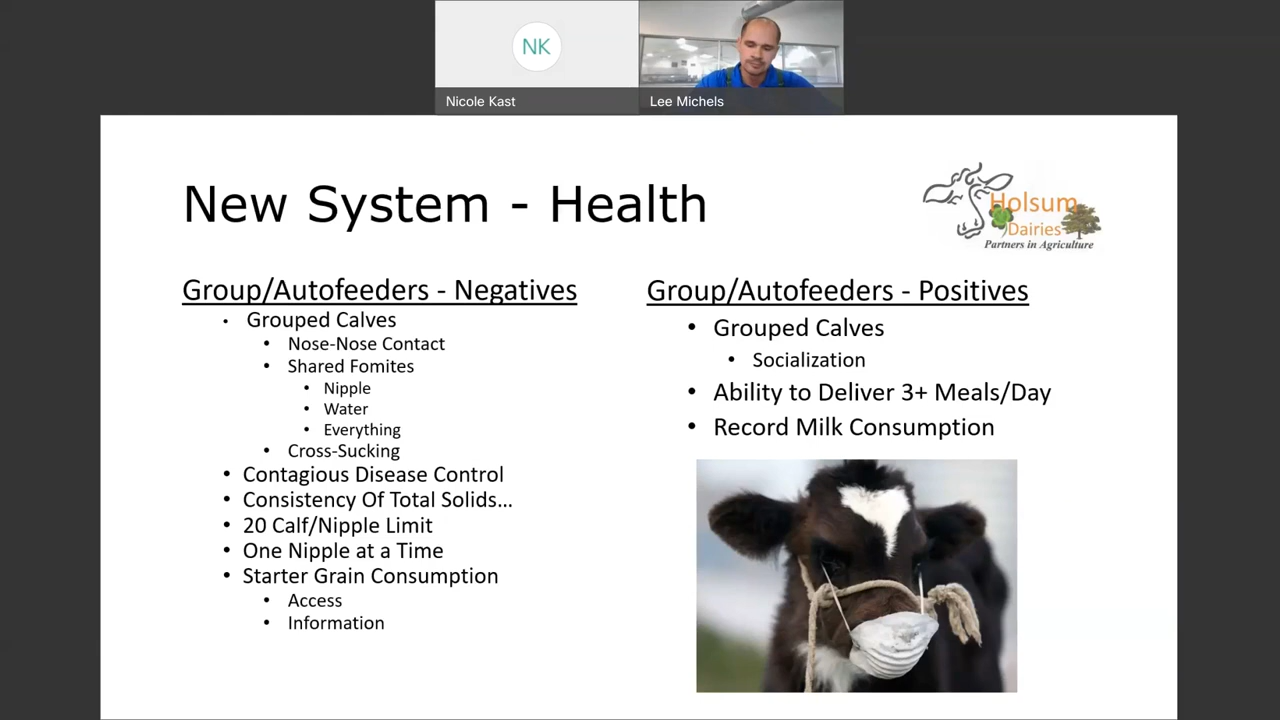 NK
Nicole Kast
Lee Michels
New System - Health
Holsum
Dairies
Partners in Agriculture
Group/Autofeeders - Negatives
• Grouped Calves
• Nose-Nose Contact
• Shared Fomites
• Nipple
• Water
• Everything
• Cross-Sucking
• Contagious Disease Control
• Consistency Of Total Solids...
• 20 Calf/Nipple Limit
• One Nipple at a Time
• Starter Grain Consumption
• Access
• Information
Group/Autofeeders - Positives
• Grouped Calves
• Socialization
• Ability to Deliver 3+ Meals/Day
• Record Milk Consumption